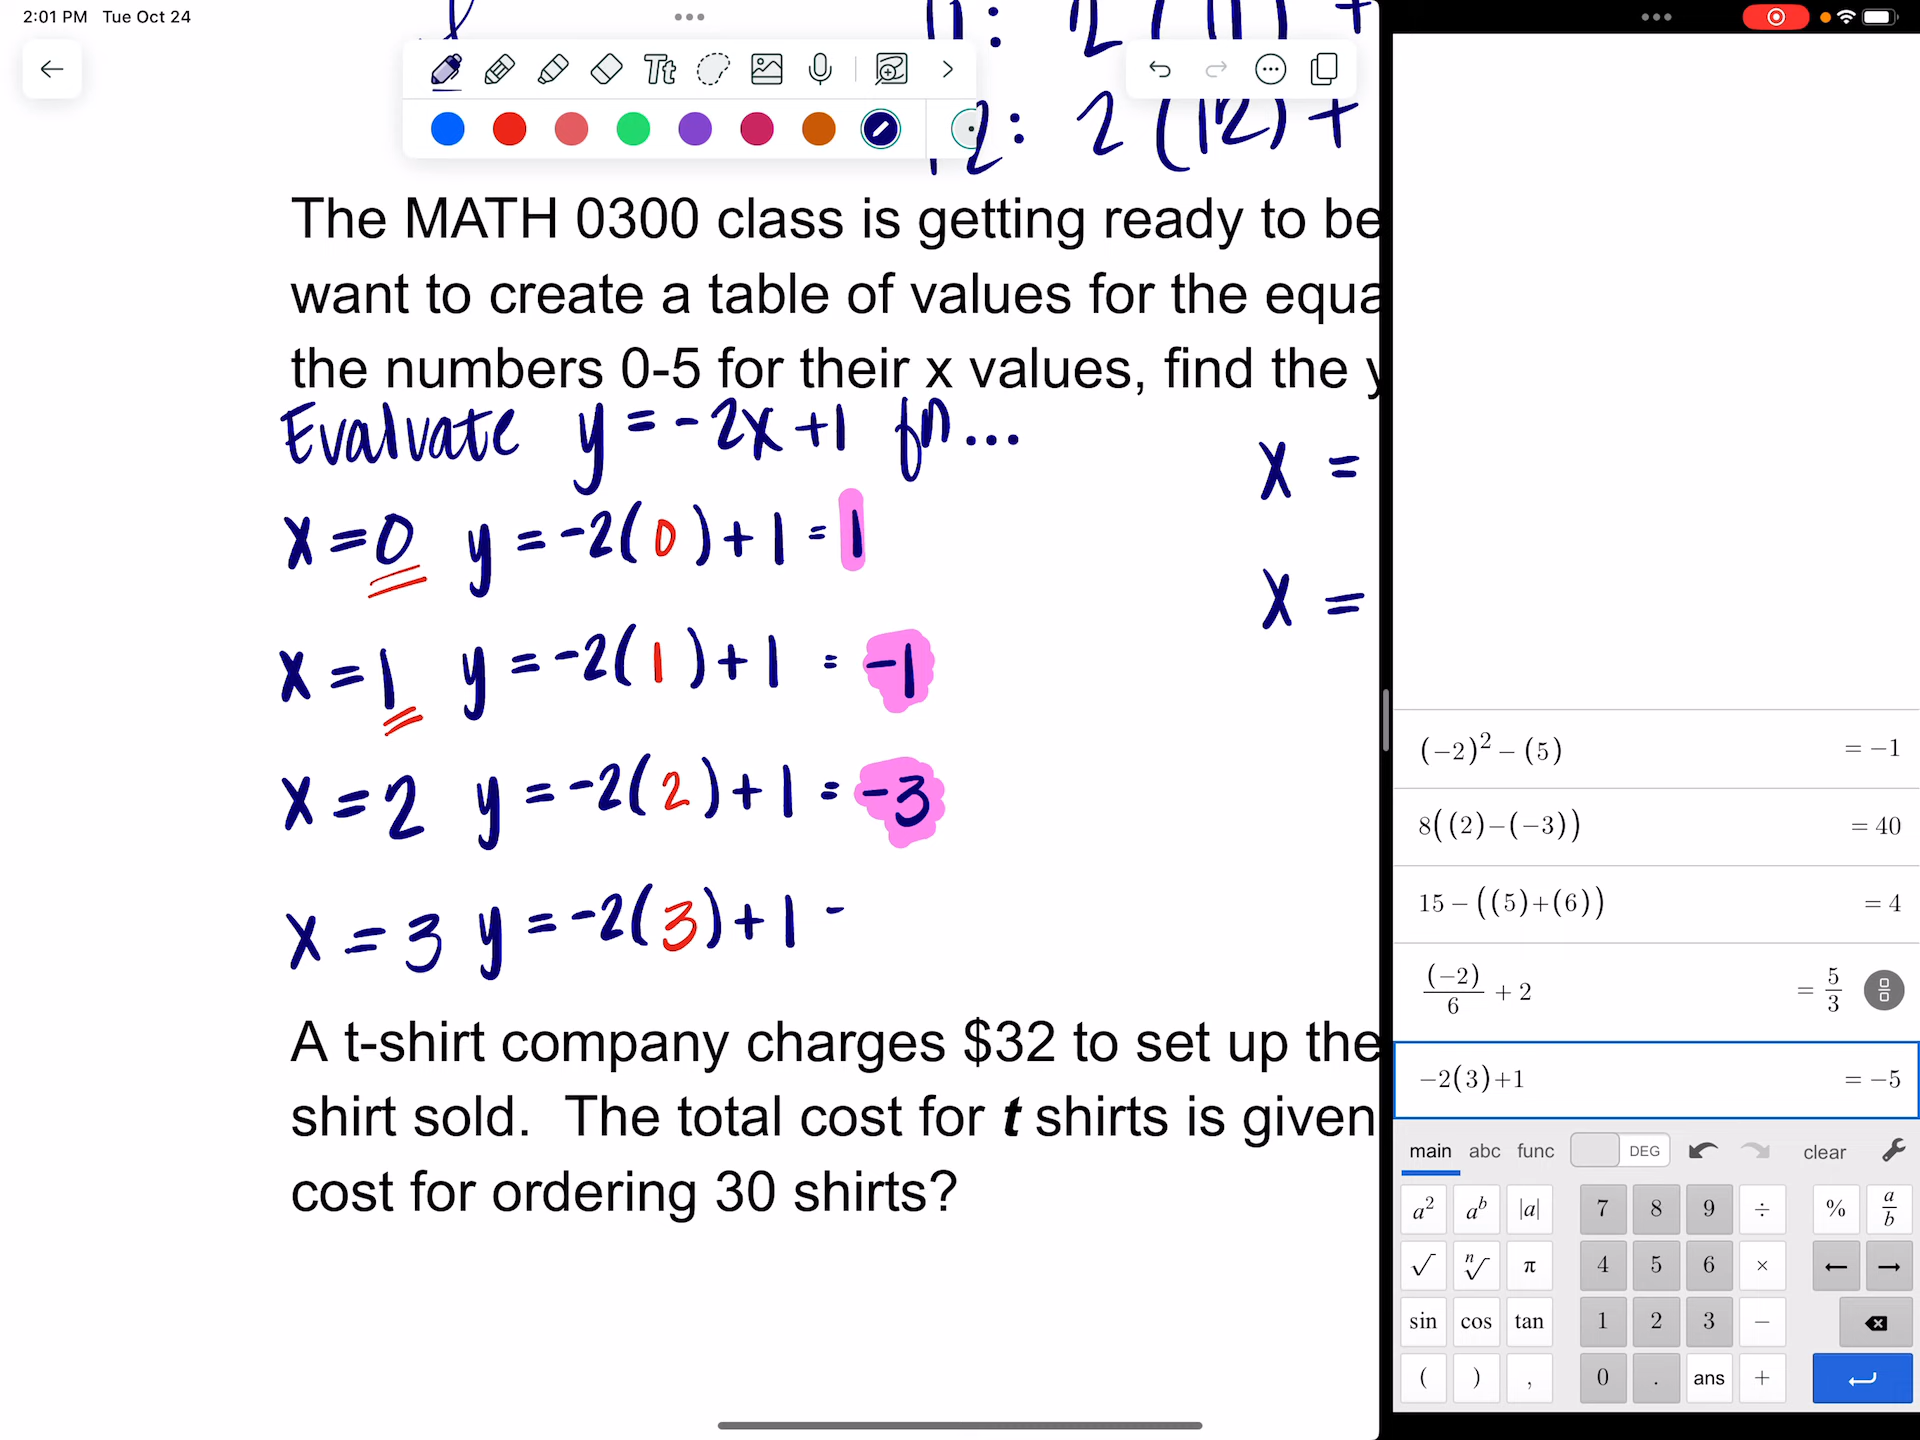 2:01 PM Tue Oct 24
11: 2 ( 11 ) +
12: 2 (12) +
Tt
The MATH 0300 class is getting ready to be
want to create a table of values for the equa
the numbers 0-5 for their x values, find the y
Evaluate y = -2x +1 for...
x =
x = 0 y = -2( 0 ) + 1 = 1
x =
x = 1 y = -2( 1 ) + 1 = -1
x = 2 y = -2( 2 ) + 1 = -3
x = 3 y = -2( 3 ) + 1 -
A t-shirt company charges $32 to set up the
shirt sold. The total cost for t shirts is given
cost for ordering 30 shirts?
(−2)² − (5) = −1
8((2)−(−3)) = 40
15 − ((5)+(6)) = 4
(−2)/6 + 2 = 5/3
−2(3)+1 = −5
main abc func DEG clear
a² aᵇ |a| 7 8 9 ÷ % a/b
√ ⁿ√ π 4 5 6 × ← →
sin cos tan 1 2 3 −
( ) , 0 . ans +